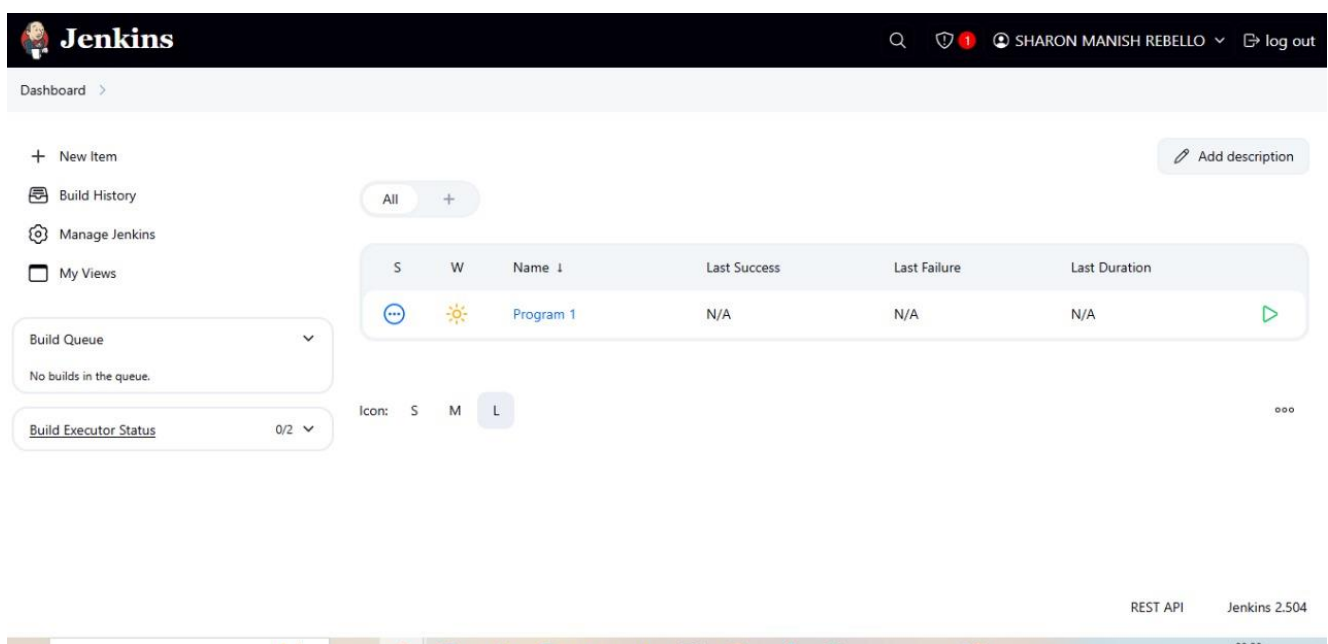 Jenkins
1 SHARON MANISH REBELLO log out
Dashboard >
+ New Item
Add description
Build History
All +
Manage Jenkins
My Views
S W Name ↓ Last Success Last Failure Last Duration
Program 1 N/A N/A N/A
Build Queue
No builds in the queue.
Icon: S M L
Build Executor Status 0/2
REST API Jenkins 2.504